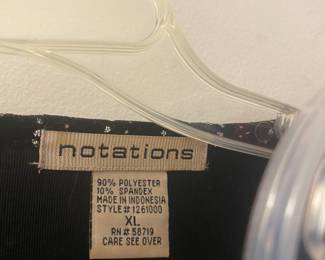 notations
90% POLYESTER
10% SPANDEX
MADE IN INDONESIA
STYLE# 1261000
XL
RN# 58719
CARE SEE OVER